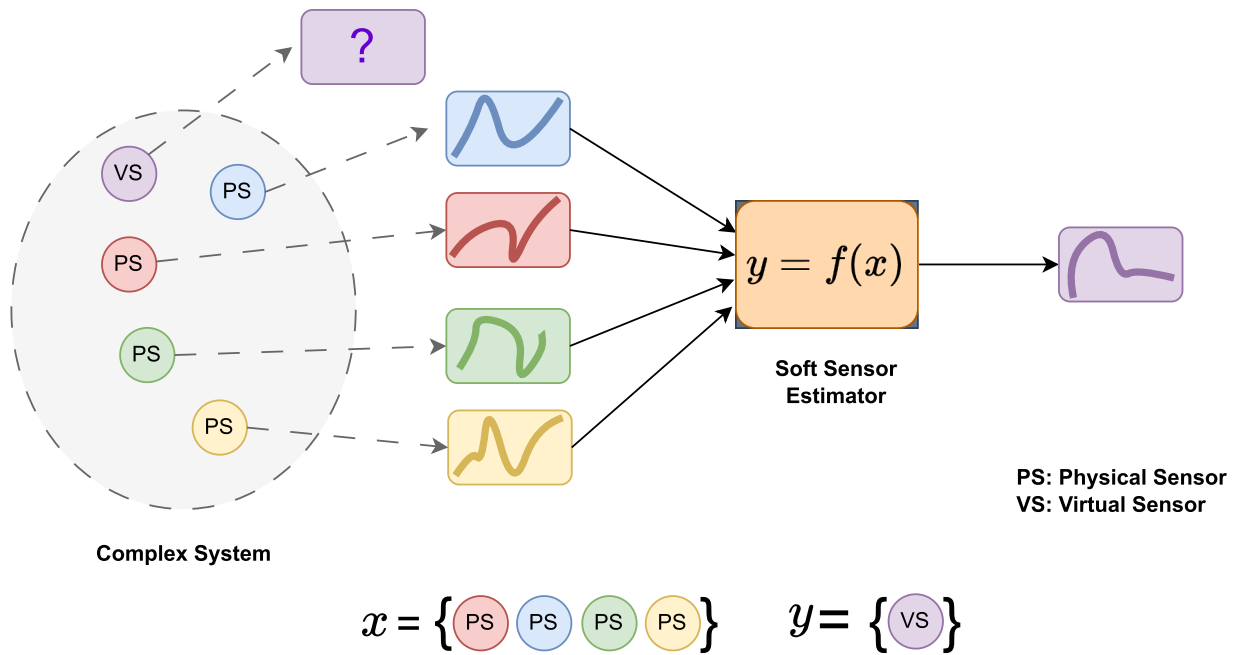 ?
VS
PS
PS
PS
PS
y = f(x)
Soft Sensor
Estimator
PS: Physical Sensor
VS: Virtual Sensor
Complex System
x = {PS PS PS PS}
y= {VS}